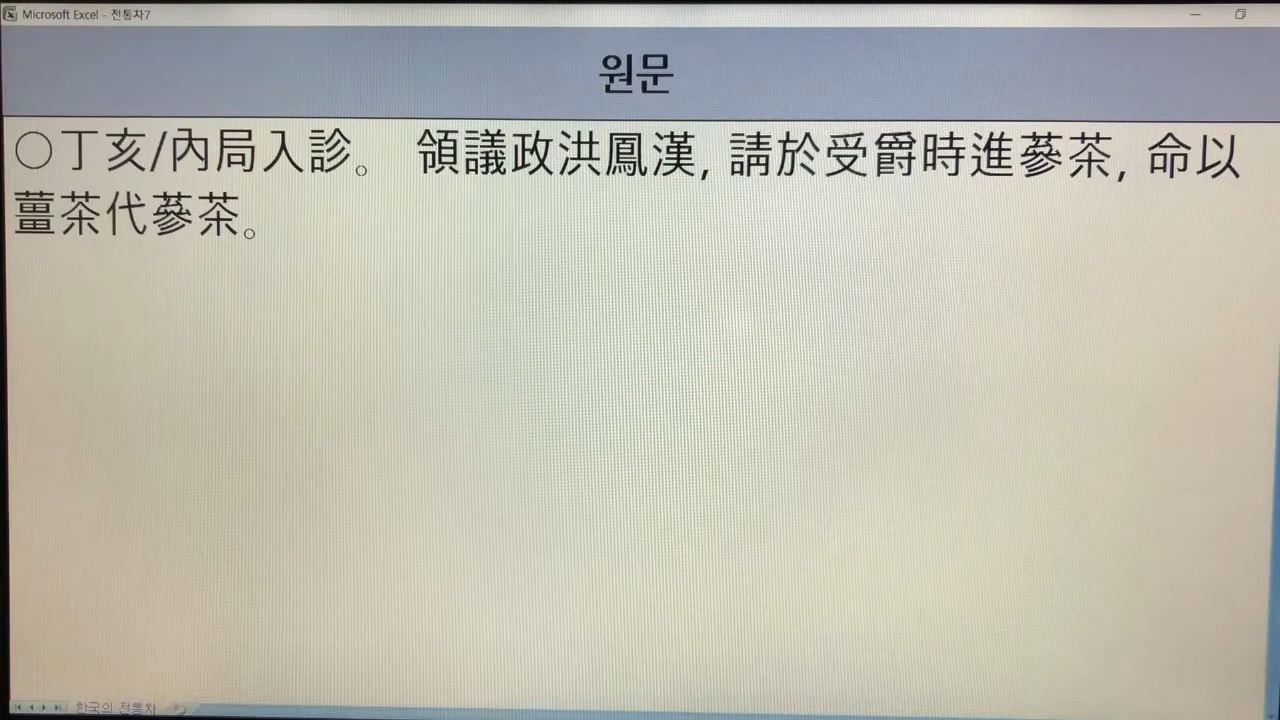 Microsoft Excel - 전통차7
원문
○丁亥/內局入診。 領議政洪鳳漢, 請於受爵時進蔘茶, 命以
薑茶代蔘茶。
한국의 전통차